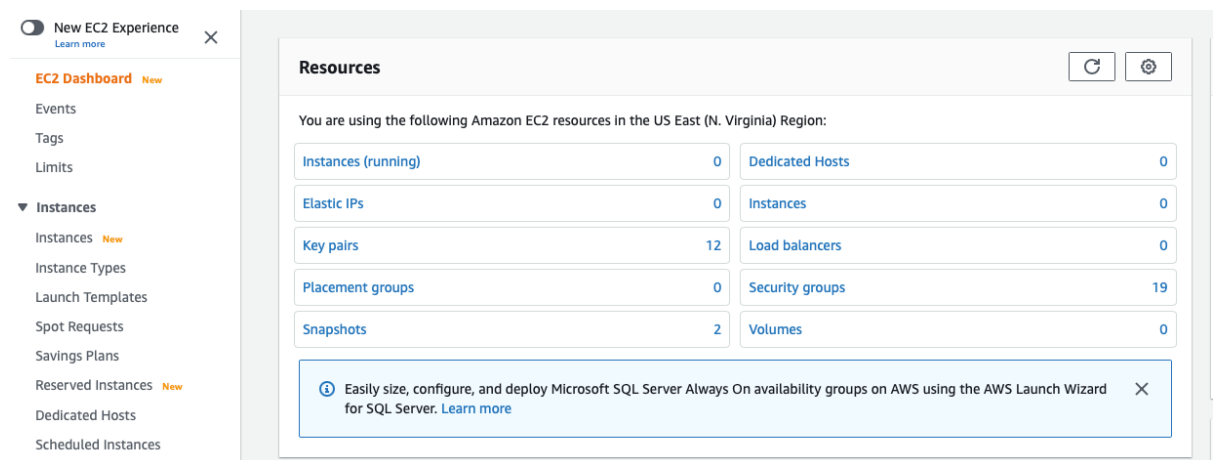 New EC2 Experience
Learn more
EC2 Dashboard New
Events
Tags
Limits
Instances
Instances New
Instance Types
Launch Templates
Spot Requests
Savings Plans
Reserved Instances New
Dedicated Hosts
Scheduled Instances
Resources
You are using the following Amazon EC2 resources in the US East (N. Virginia) Region:
Instances (running) 0
Dedicated Hosts 0
Elastic IPs 0
Instances 0
Key pairs 12
Load balancers 0
Placement groups 0
Security groups 19
Snapshots 2
Volumes 0
Easily size, configure, and deploy Microsoft SQL Server Always On availability groups on AWS using the AWS Launch Wizard
for SQL Server. Learn more